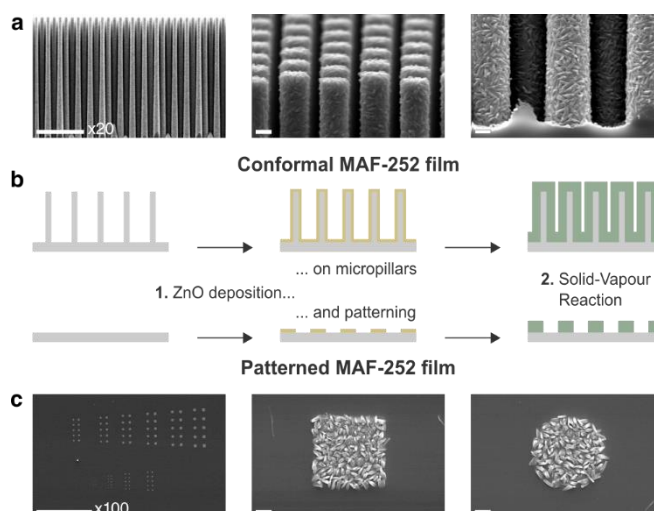 a
x20
Conformal MAF-252 film
b
... on micropillars
1. ZnO deposition...
2. Solid-Vapour
Reaction
... and patterning
Patterned MAF-252 film
c
x100